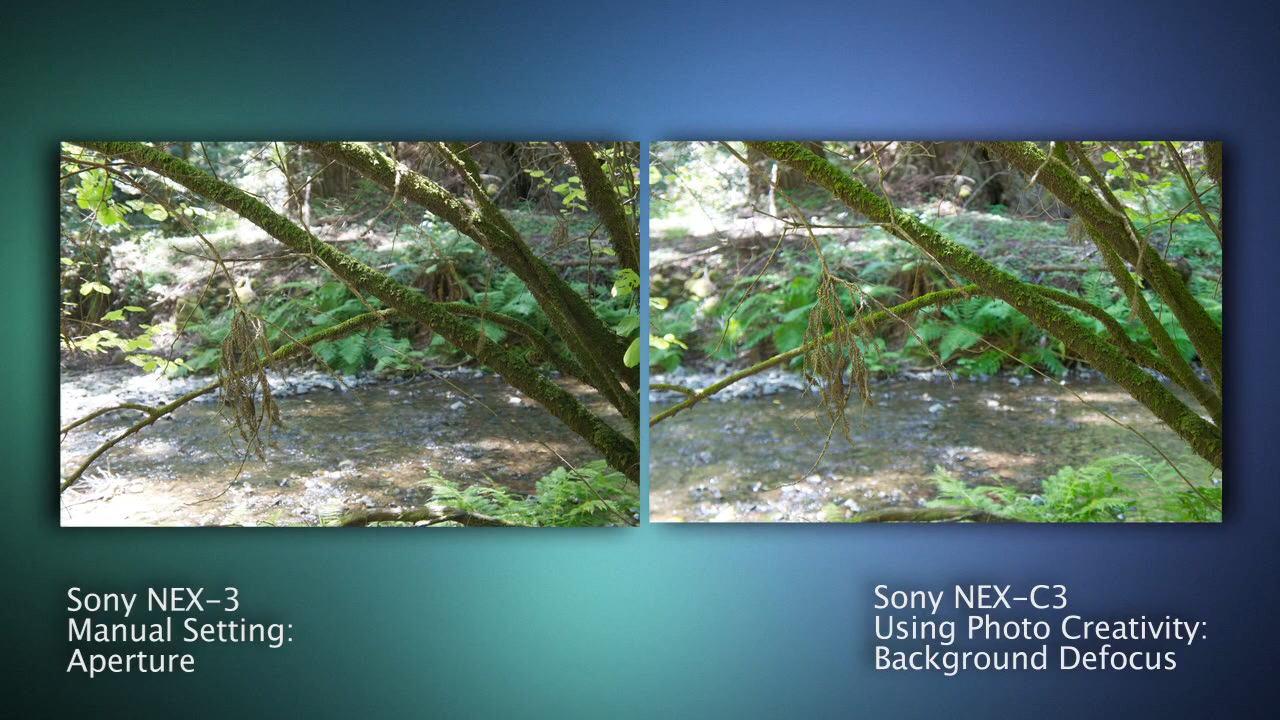 Sony NEX-3
Manual Setting:
Aperture
Sony NEX-C3
Using Photo Creativity:
Background Defocus